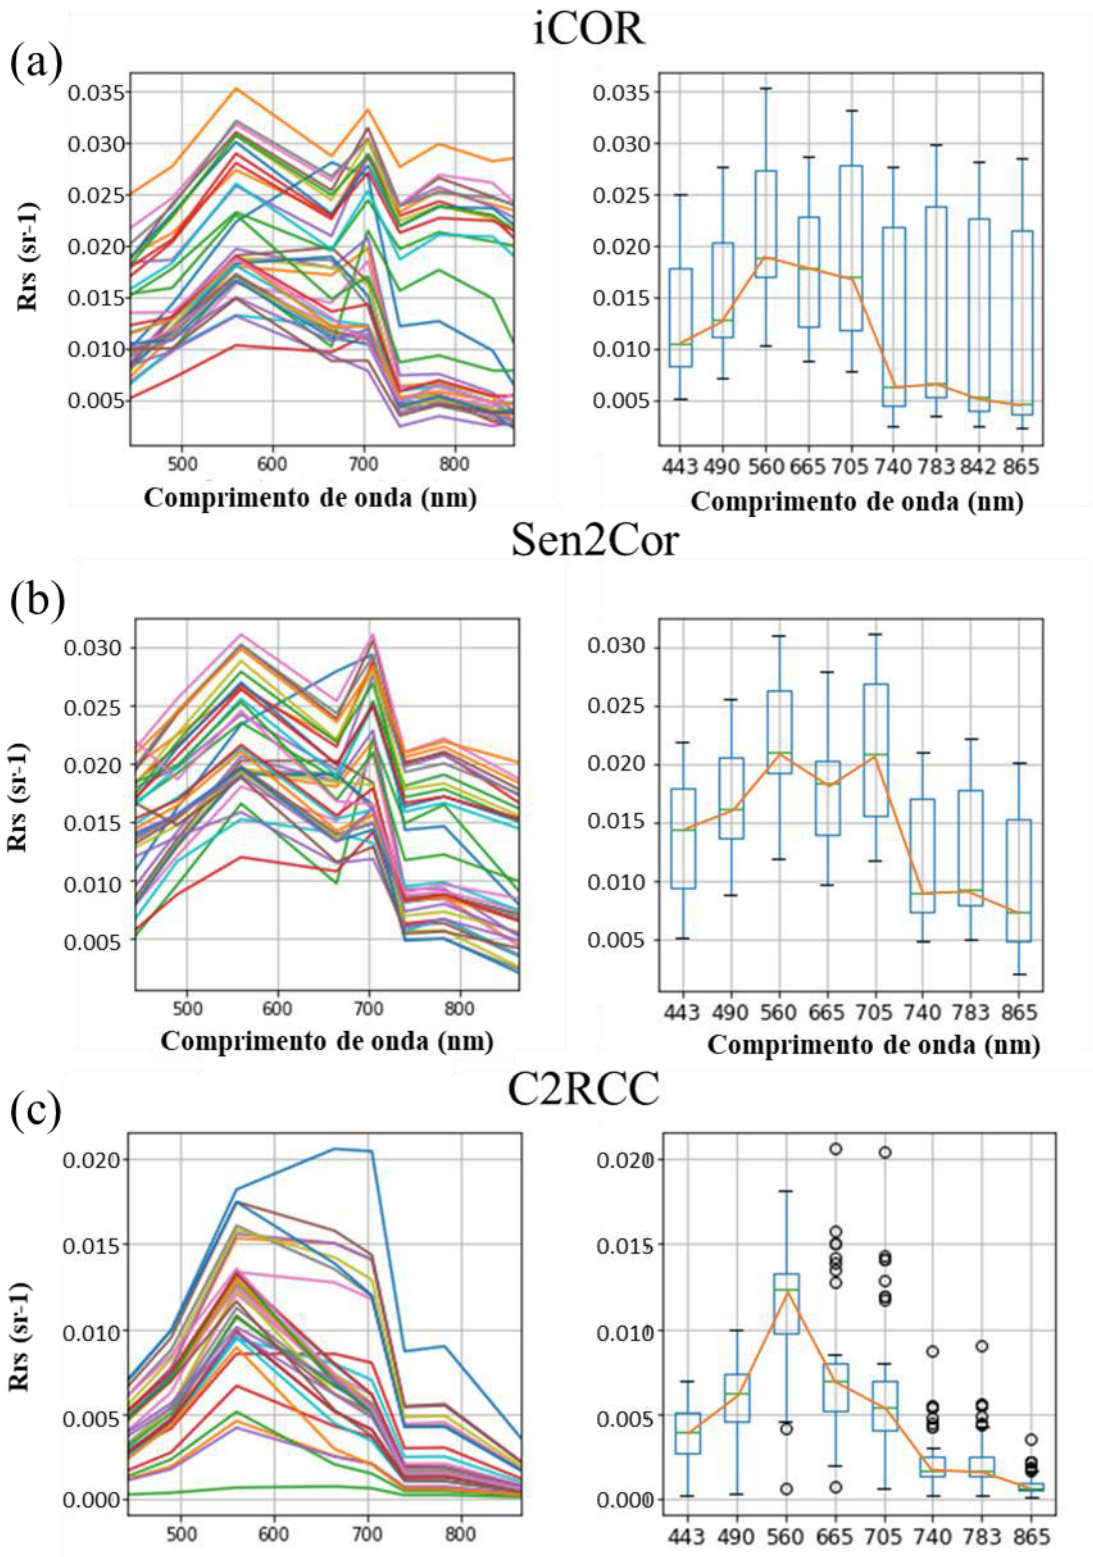 iCOR
(a)
0.035 0.030 0.025 0.020 0.015 0.010 0.005
Rrs (sr-1)
500 600 700 800
Comprimento de onda (nm)
0.035 0.030 0.025 0.020 0.015 0.010 0.005
443 490 560 665 705 740 783 842 865
Comprimento de onda (nm)
Sen2Cor
(b)
0.030 0.025 0.020 0.015 0.010 0.005
Rrs (sr-1)
500 600 700 800
Comprimento de onda (nm)
0.030 0.025 0.020 0.015 0.010 0.005
443 490 560 665 705 740 783 865
Comprimento de onda (nm)
C2RCC
(c)
0.020 0.015 0.010 0.005 0.000
Rrs (sr-1)
500 600 700 800
0.020 0.015 0.010 0.005 0.000
443 490 560 665 705 740 783 865